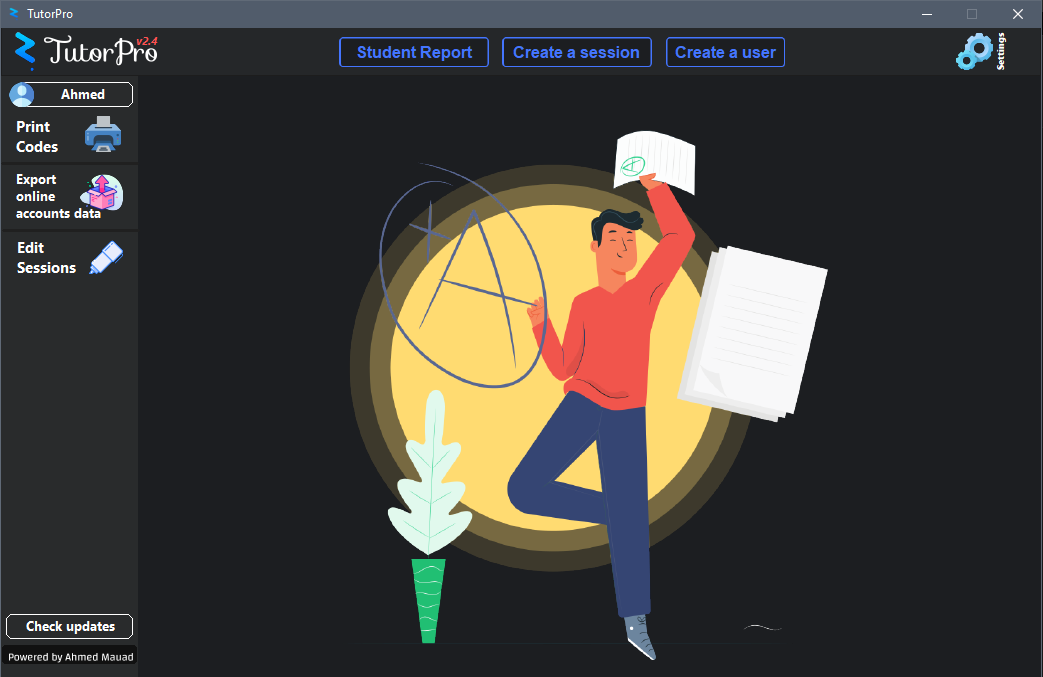 TutorPro
TutorPro v2.4
Student Report
Create a session
Create a user
Settings
Ahmed
Print
Codes
Export
online
accounts data
Edit
Sessions
A+
Check updates
Powered by Ahmed Mauad